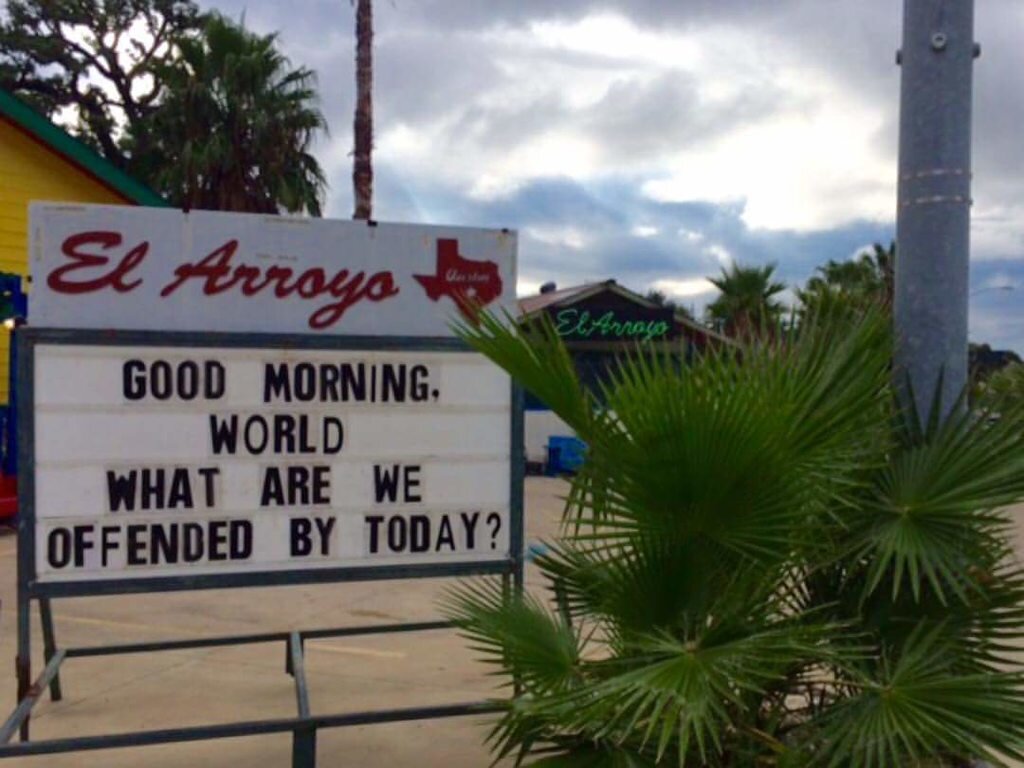 El Arroyo
El Arroyo
GOOD MORNING,
WORLD
WHAT ARE WE
OFFENDED BY TODAY?